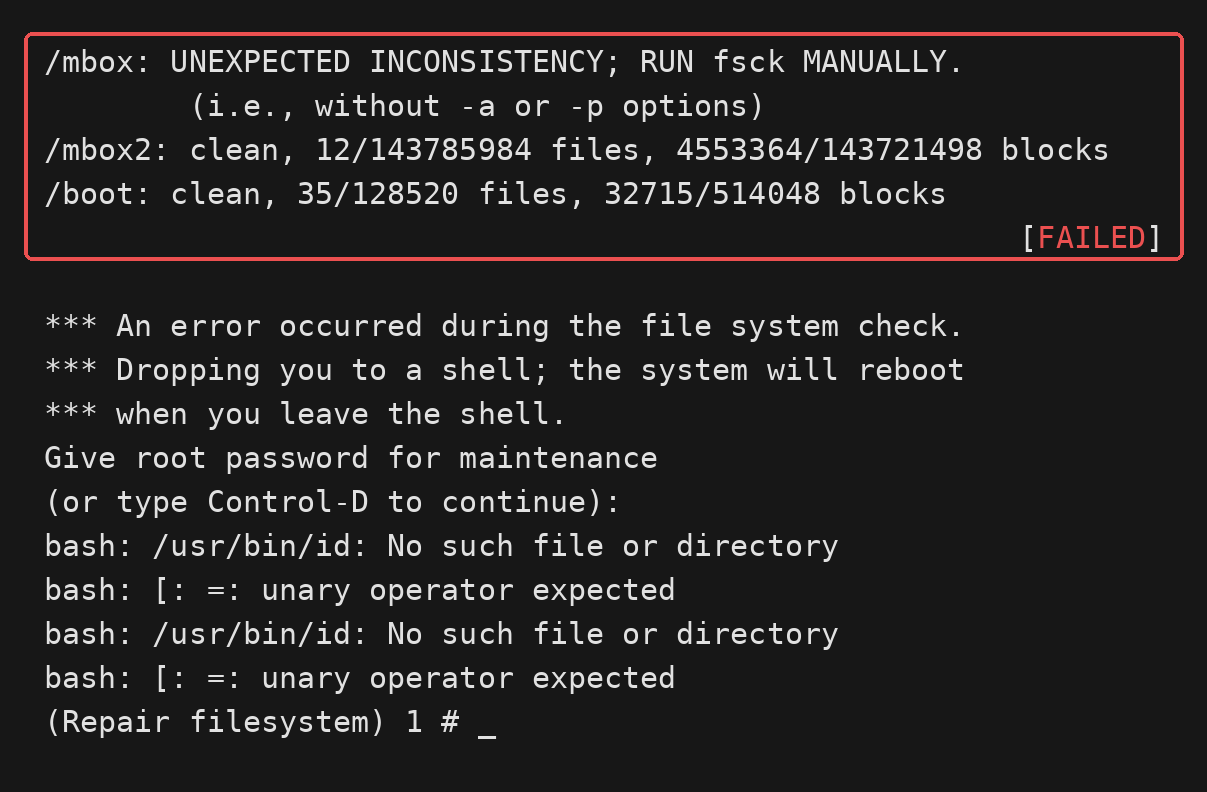 /mbox: UNEXPECTED INCONSISTENCY; RUN fsck MANUALLY.
(i.e., without -a or -p options)
/mbox2: clean, 12/143785984 files, 4553364/143721498 blocks
/boot: clean, 35/128520 files, 32715/514048 blocks
[FAILED]
*** An error occurred during the file system check.
*** Dropping you to a shell; the system will reboot
*** when you leave the shell.
Give root password for maintenance
(or type Control-D to continue):
bash: /usr/bin/id: No such file or directory
bash: [: =: unary operator expected
bash: /usr/bin/id: No such file or directory
bash: [: =: unary operator expected
(Repair filesystem) 1 # _